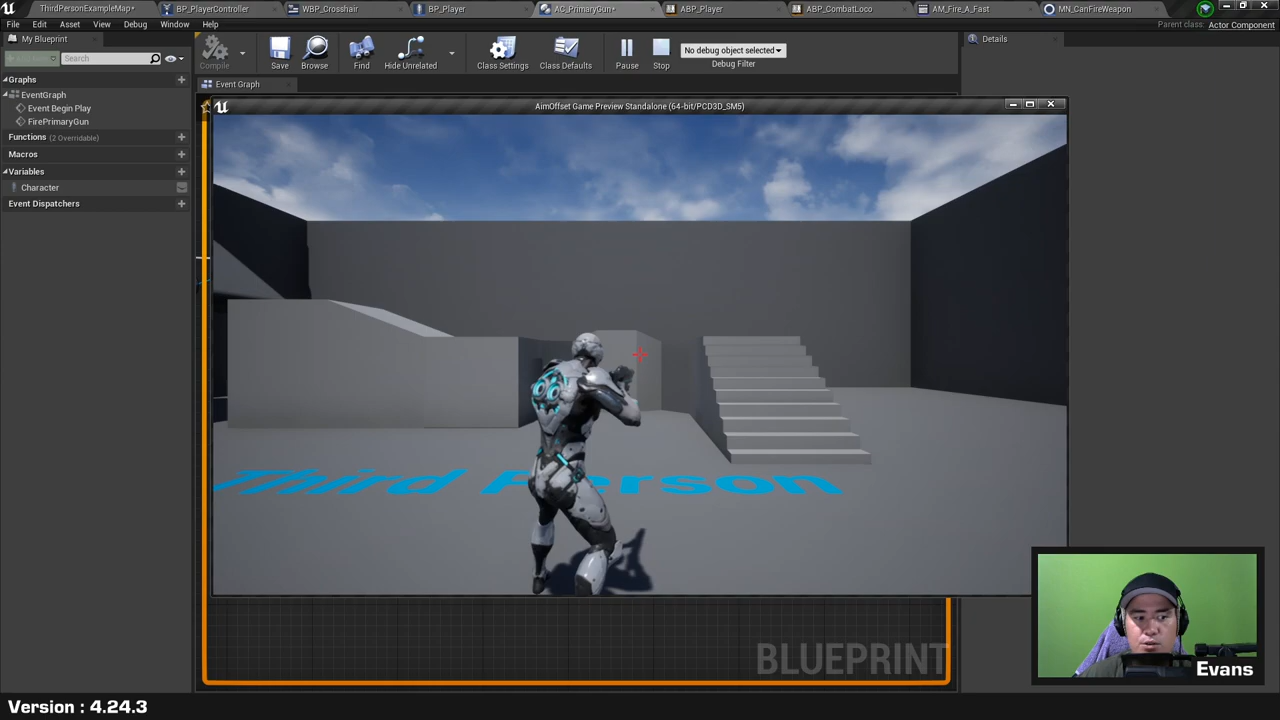 ThirdPersonExampleMap*
BP_PlayerController
WBP_Crosshair
BP_Player
AC_PrimaryGun*
ABP_Player
ABP_CombatLoco
AM_Fire_A_Fast
MN_CanFireWeapon
File Edit Asset View Debug Window Help
Parent class: Actor Component
My Blueprint
Search
Compile
Save
Browse
Find
Hide Unrelated
Class Settings
Class Defaults
Pause
Stop
No debug object selected
Debug Filter
Details
Graphs
EventGraph
Event Begin Play
FirePrimaryGun
Functions (2 Overridable)
Macros
Variables
Character
Event Dispatchers
Event Graph
AimOffset Game Preview Standalone (64-bit/PCD3D_SM5)
Third Person
BLUEPRINT
Evans
Version : 4.24.3